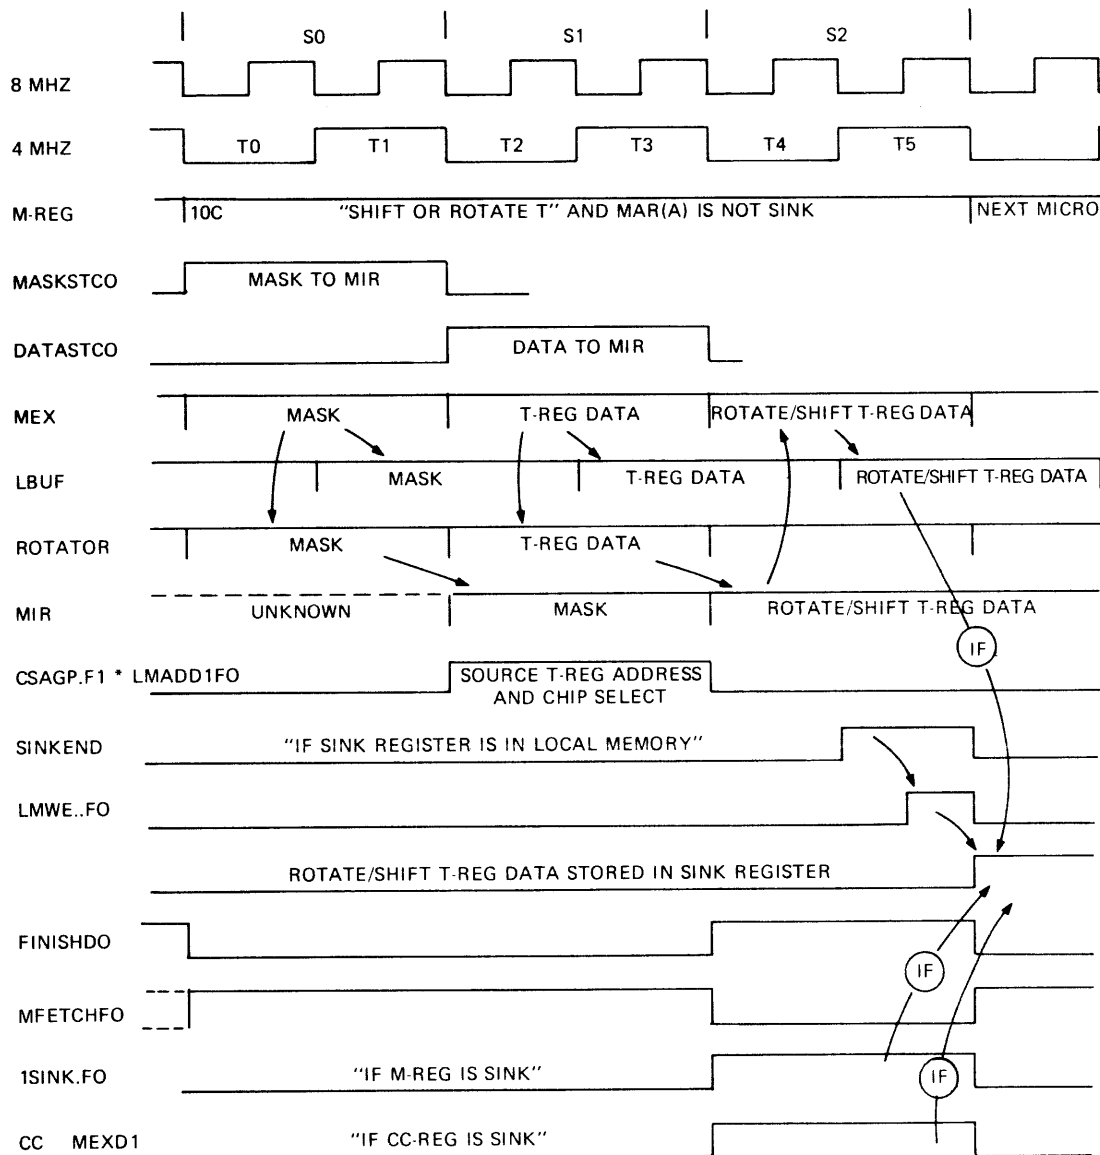 S0 S1 S2
8 MHZ
4 MHZ T0 T1 T2 T3 T4 T5
M-REG 10C "SHIFT OR ROTATE T" AND MAR(A) IS NOT SINK NEXT MICRO
MASKSTCO MASK TO MIR
DATASTCO DATA TO MIR
MEX MASK T-REG DATA ROTATE/SHIFT T-REG DATA
LBUF MASK T-REG DATA ROTATE/SHIFT T-REG DATA
ROTATOR MASK T-REG DATA
MIR UNKNOWN MASK ROTATE/SHIFT T-REG DATA
IF
CSAGP.F1 * LMADD1FO SOURCE T-REG ADDRESS
AND CHIP SELECT
SINKEND "IF SINK REGISTER IS IN LOCAL MEMORY"
LMWE..FO
ROTATE/SHIFT T-REG DATA STORED IN SINK REGISTER
FINISHDO
IF
MFETCHFO
1SINK.FO "IF M-REG IS SINK" IF
CC MEXD1 "IF CC-REG IS SINK"